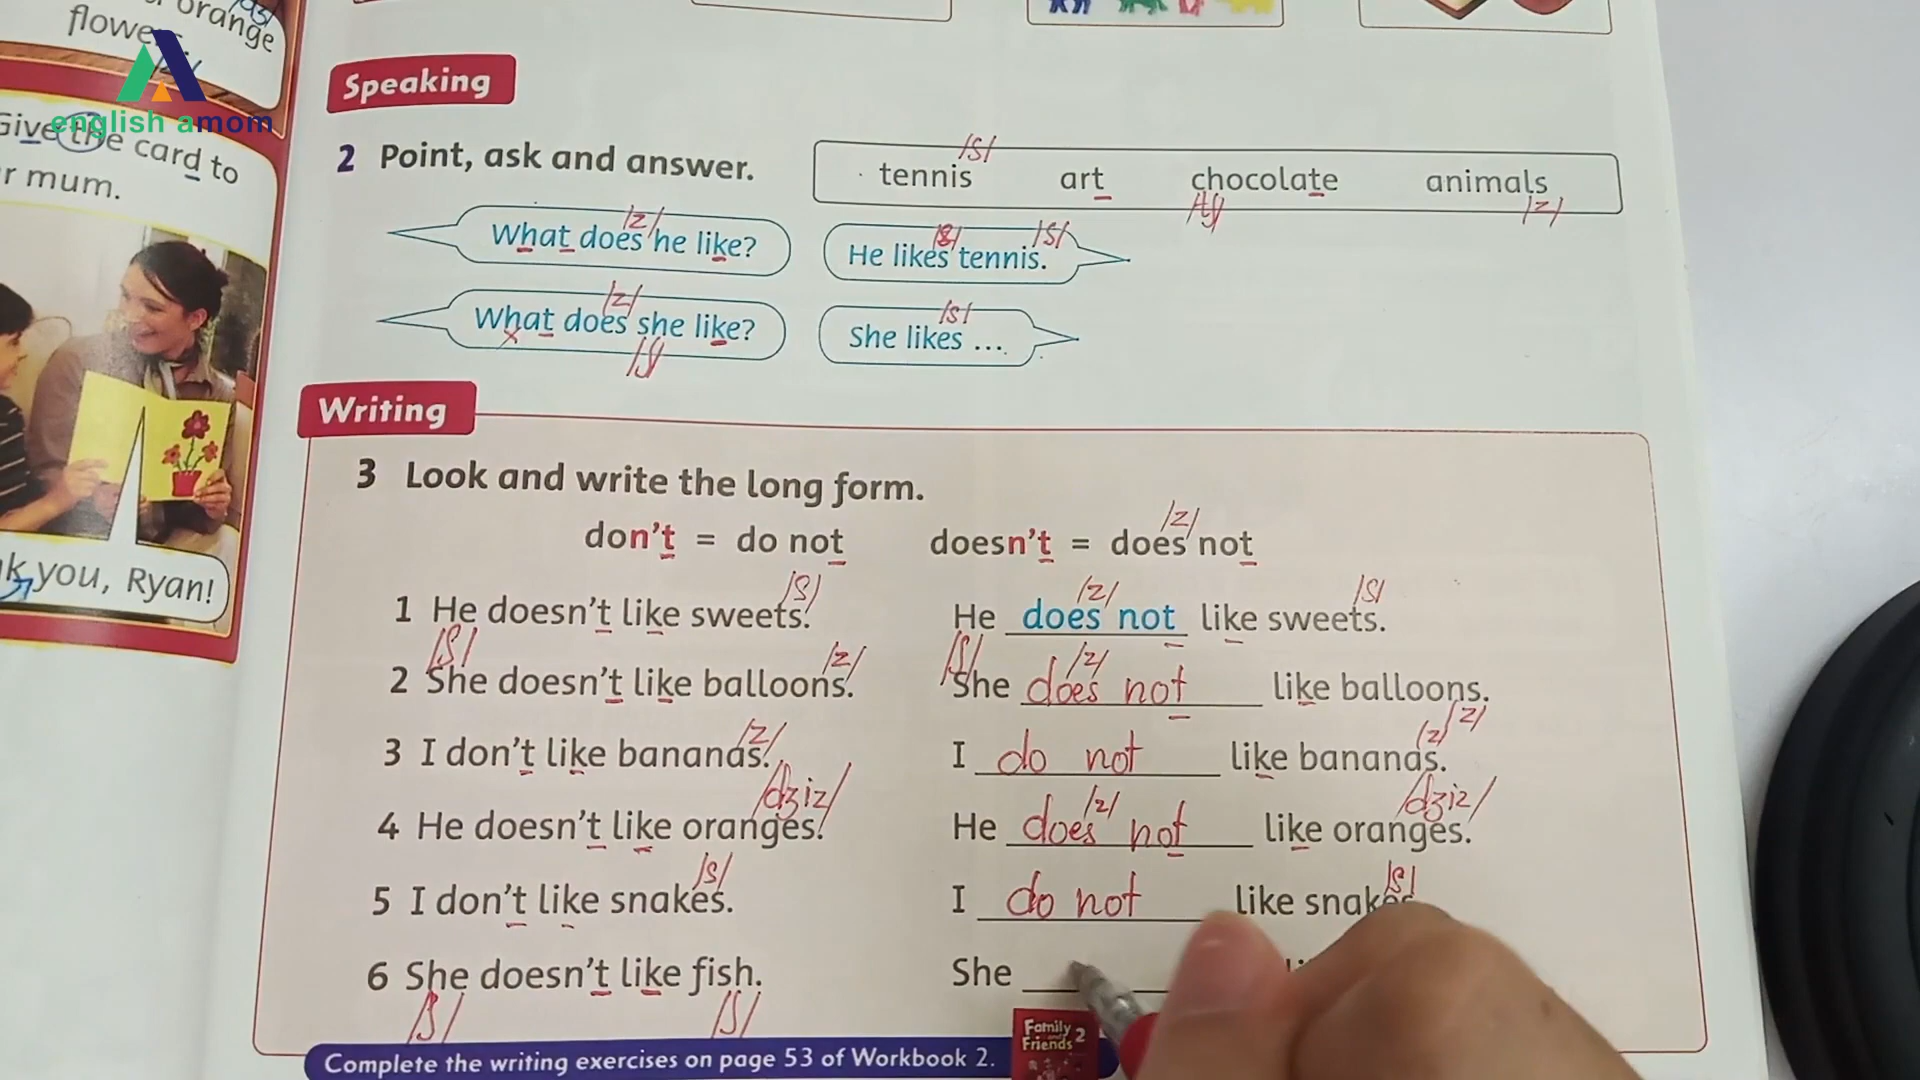 orange
flowers.
/z/
english amom
Give the card to
r mum.
k you, Ryan!
Speaking
2 Point, ask and answer.
/s/
tennis art chocolate animals
/tʃ/ /z/
/z/
What does he like?
/s/ /s/
He likes tennis.
/z/
What does she like?
/ʃ/
/s/
She likes ...
Writing
3 Look and write the long form.
/z/
don't = do not doesn't = does not
/s/ /z/ /s/
1 He doesn't like sweets. He does not like sweets.
/ʃ/ /z/ /ʃ/ /z/
2 She doesn't like balloons. She does not like balloons.
/z/ /z/ /z/
3 I don't like bananas. I do not like bananas.
/dʒiz/ /z/ /dʒiz/
4 He doesn't like oranges. He does not like oranges.
/s/ /s/
5 I don't like snakes. I do not like snakes
6 She doesn't like fish. She
/ʃ/ /ʃ/
Complete the writing exercises on page 53 of Workbook 2.
Family
Friends 2